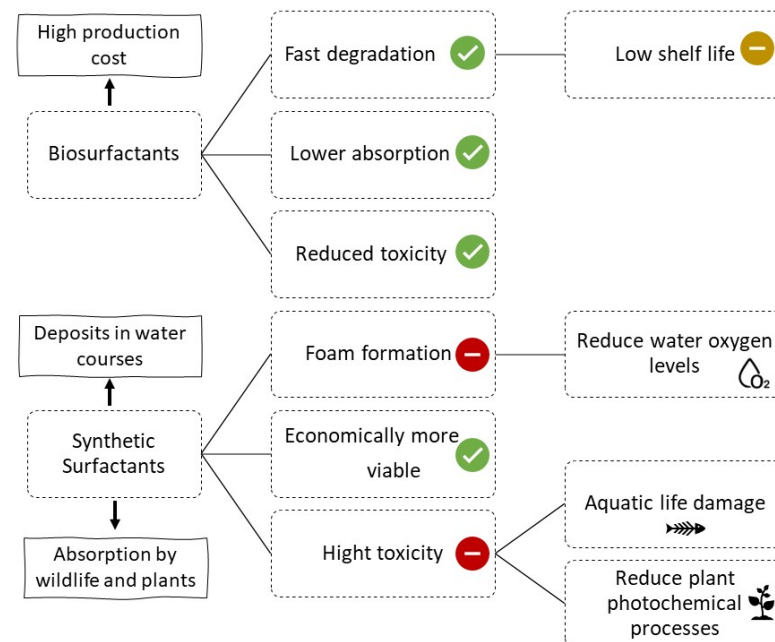 High production
cost
Biosurfactants
Fast degradation
Low shelf life
Lower absorption
Reduced toxicity
Deposits in water
courses
Synthetic
Surfactants
Absorption by
wildlife and plants
Foam formation
Reduce water oxygen
levels
O₂
Economically more
viable
Hight toxicity
Aquatic life damage
Reduce plant
photochemical
processes